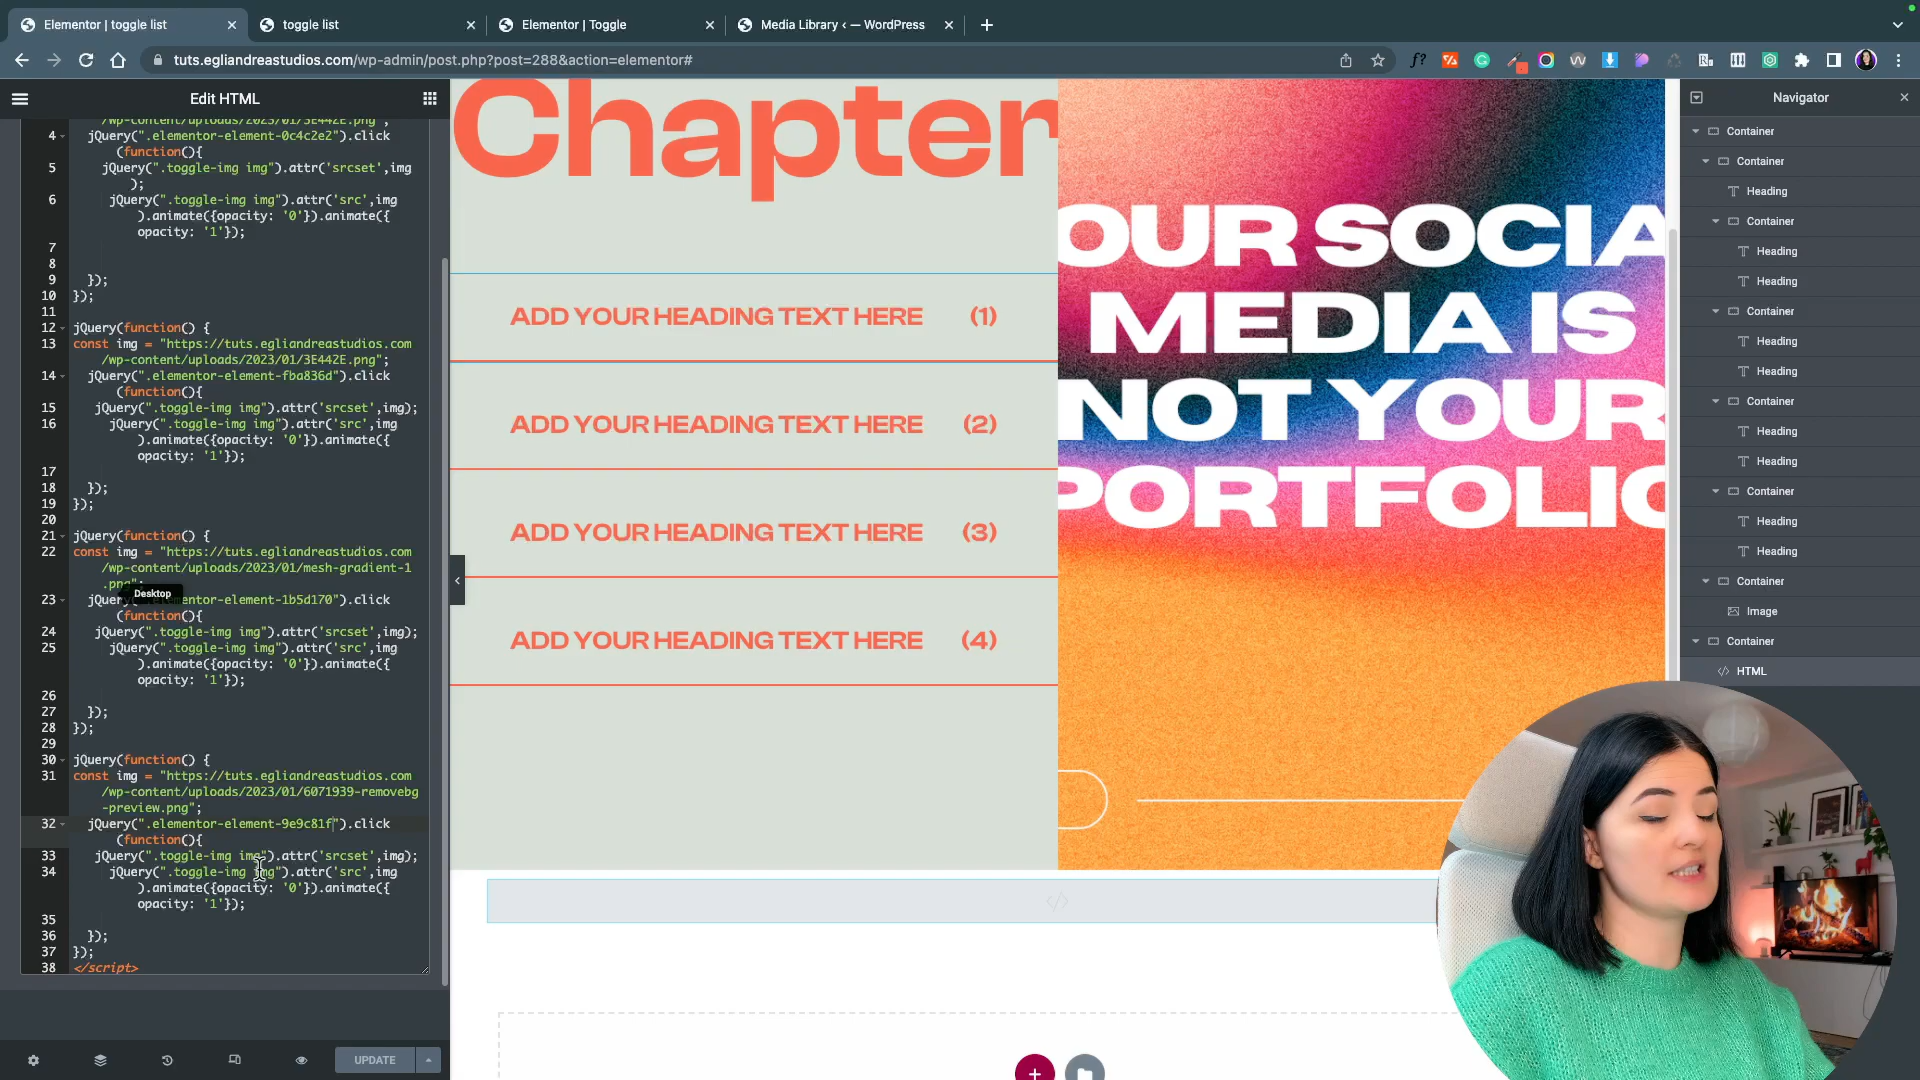 Elementor | toggle list
toggle list
Elementor | Toggle
Media Library ‹ — WordPress
tuts.egliandreastudios.com/wp-admin/post.php?post=288&action=elementor#
Edit HTML
/wp-content/uploads/2023/01/3E442E.png";
4 jQuery(".elementor-element-0c4c2e2").click
(function(){
5 jQuery(".toggle-img img").attr('srcset',img
);
6 jQuery(".toggle-img img").attr('src',img
).animate({opacity: '0'}).animate({
opacity: '1'});
7
8
9 });
10 });
11
12 jQuery(function() {
13 const img = "https://tuts.egliandreastudios.com
/wp-content/uploads/2023/01/3E442E.png";
14 jQuery(".elementor-element-fba836d").click
(function(){
15 jQuery(".toggle-img img").attr('srcset',img);
16 jQuery(".toggle-img img").attr('src',img
).animate({opacity: '0'}).animate({
opacity: '1'});
17
18 });
19 });
20
21 jQuery(function() {
22 const img = "https://tuts.egliandreastudios.com
/wp-content/uploads/2023/01/mesh-gradient-1
.png";
Desktop
23 jQuery(".elementor-element-1b5d170").click
(function(){
24 jQuery(".toggle-img img").attr('srcset',img);
25 jQuery(".toggle-img img").attr('src',img
).animate({opacity: '0'}).animate({
opacity: '1'});
26
27 });
28 });
29
30 jQuery(function() {
31 const img = "https://tuts.egliandreastudios.com
/wp-content/uploads/2023/01/6071939-removebg
-preview.png";
32 jQuery(".elementor-element-9e9c81f").click
(function(){
33 jQuery(".toggle-img img").attr('srcset',img);
34 jQuery(".toggle-img img").attr('src',img
).animate({opacity: '0'}).animate({
opacity: '1'});
35
36 });
37 });
38 </script>
UPDATE
Chapter
ADD YOUR HEADING TEXT HERE (1)
ADD YOUR HEADING TEXT HERE (2)
ADD YOUR HEADING TEXT HERE (3)
ADD YOUR HEADING TEXT HERE (4)
OUR SOCIA
MEDIA IS
NOT YOUR
PORTFOLIO
Navigator
Container
Container
Heading
Container
Heading
Heading
Container
Heading
Heading
Container
Heading
Heading
Container
Heading
Heading
Container
Image
Container
HTML